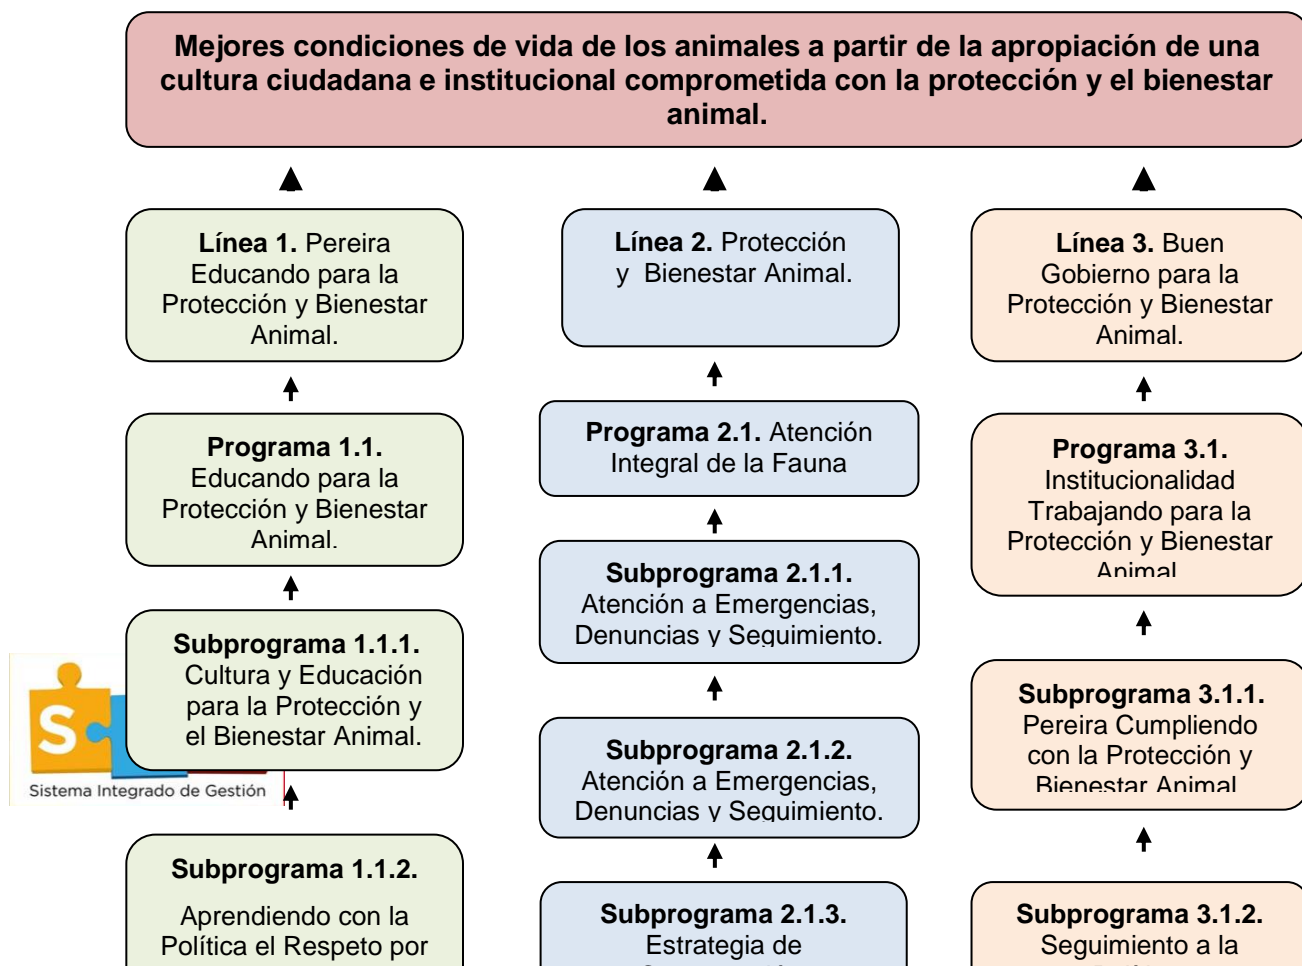 Mejores condiciones de vida de los animales a partir de la apropiación de una
cultura ciudadana e institucional comprometida con la protección y el bienestar
animal.
Línea 1. Pereira
Educando para la
Protección y Bienestar
Animal.
Programa 1.1.
Educando para la
Protección y Bienestar
Animal.
Subprograma 1.1.1.
Cultura y Educación
para la Protección y
el Bienestar Animal.
S
Sistema Integrado de Gestión
Subprograma 1.1.2.
Aprendiendo con la
Política el Respeto por
Línea 2. Protección
y Bienestar Animal.
Programa 2.1. Atención
Integral de la Fauna
Subprograma 2.1.1.
Atención a Emergencias,
Denuncias y Seguimiento.
Subprograma 2.1.2.
Atención a Emergencias,
Denuncias y Seguimiento.
Subprograma 2.1.3.
Estrategia de
Línea 3. Buen
Gobierno para la
Protección y Bienestar
Animal.
Programa 3.1.
Institucionalidad
Trabajando para la
Protección y Bienestar
Animal
Subprograma 3.1.1.
Pereira Cumpliendo
con la Protección y
Bienestar Animal
Subprograma 3.1.2.
Seguimiento a la